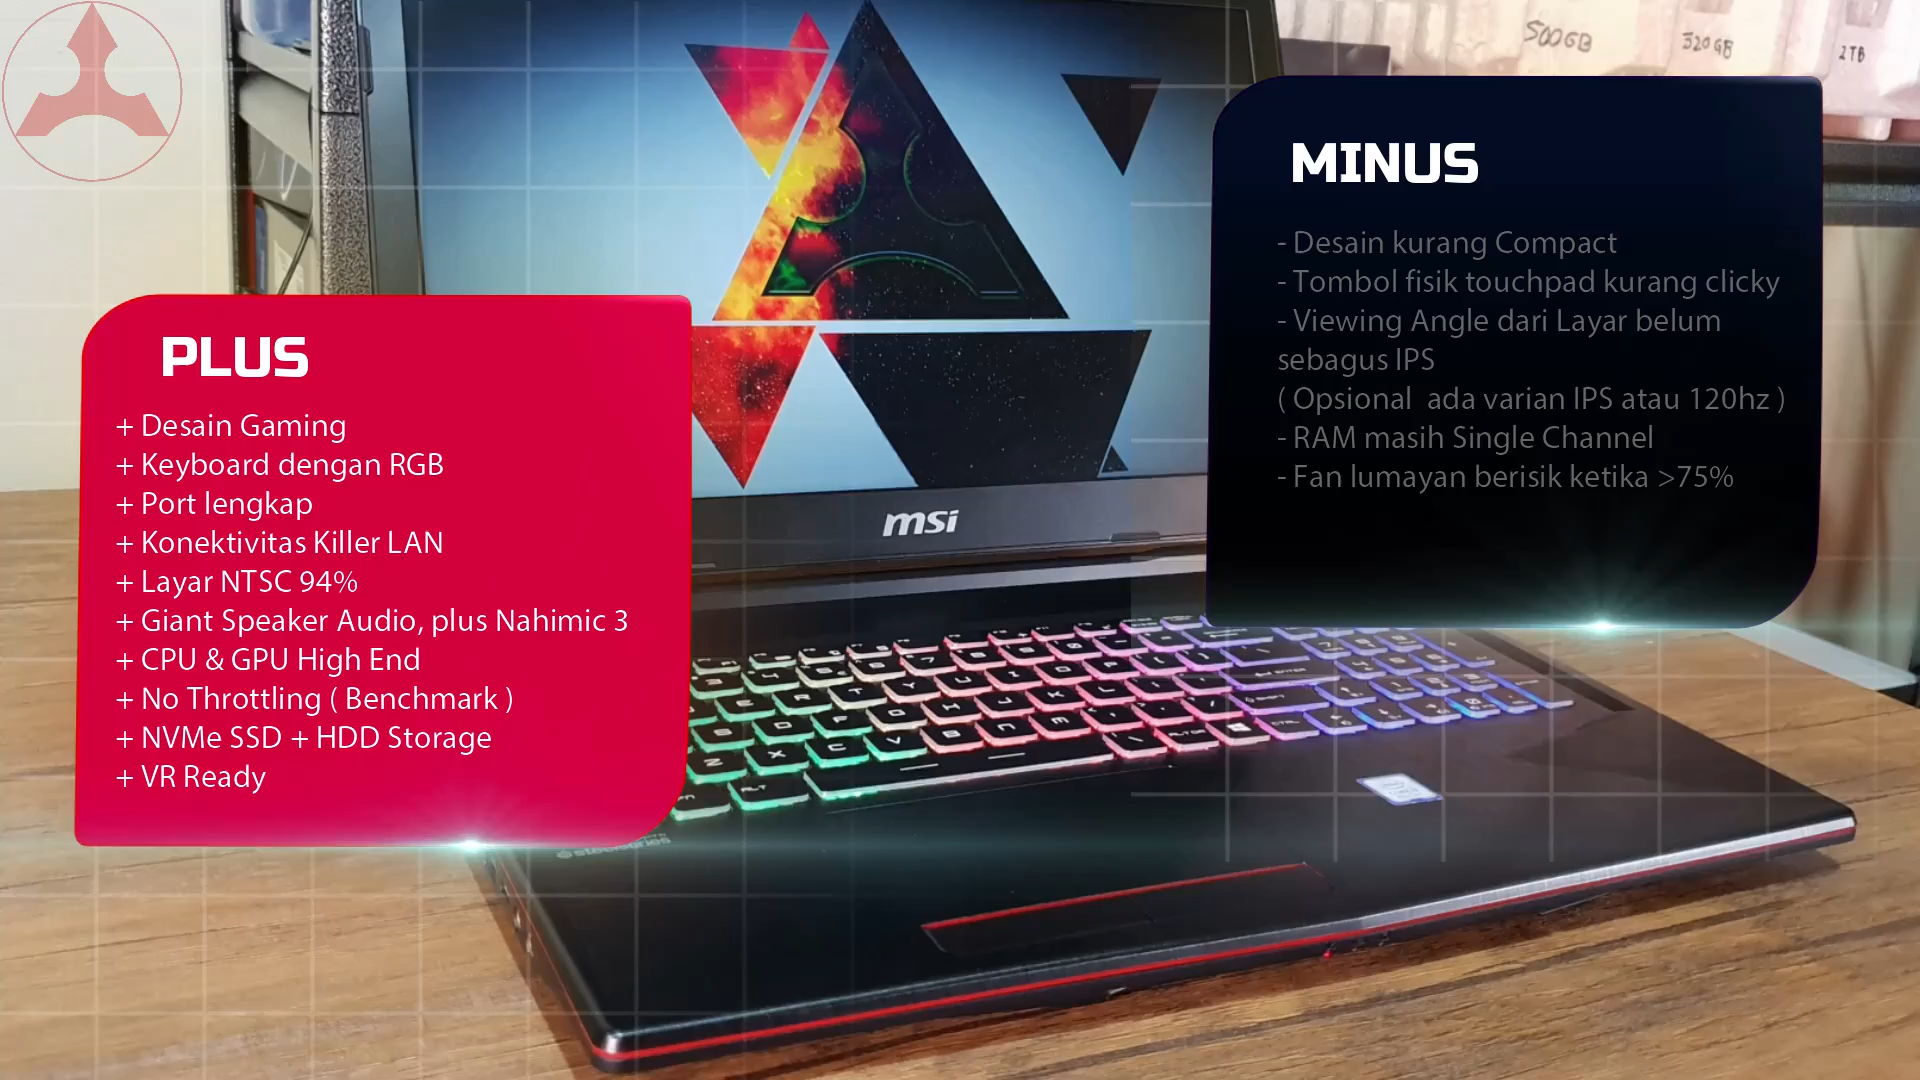 500GB
320GB
2TB
MINUS
- Desain kurang Compact
- Tombol fisik touchpad kurang clicky
- Viewing Angle dari Layar belum
sebagus IPS
( Opsional ada varian IPS atau 120hz )
- RAM masih Single Channel
- Fan lumayan berisik ketika >75%
PLUS
+ Desain Gaming
+ Keyboard dengan RGB
+ Port lengkap
+ Konektivitas Killer LAN
+ Layar NTSC 94%
+ Giant Speaker Audio, plus Nahimic 3
+ CPU & GPU High End
+ No Throttling ( Benchmark )
+ NVMe SSD + HDD Storage
+ VR Ready
msi
steelseries